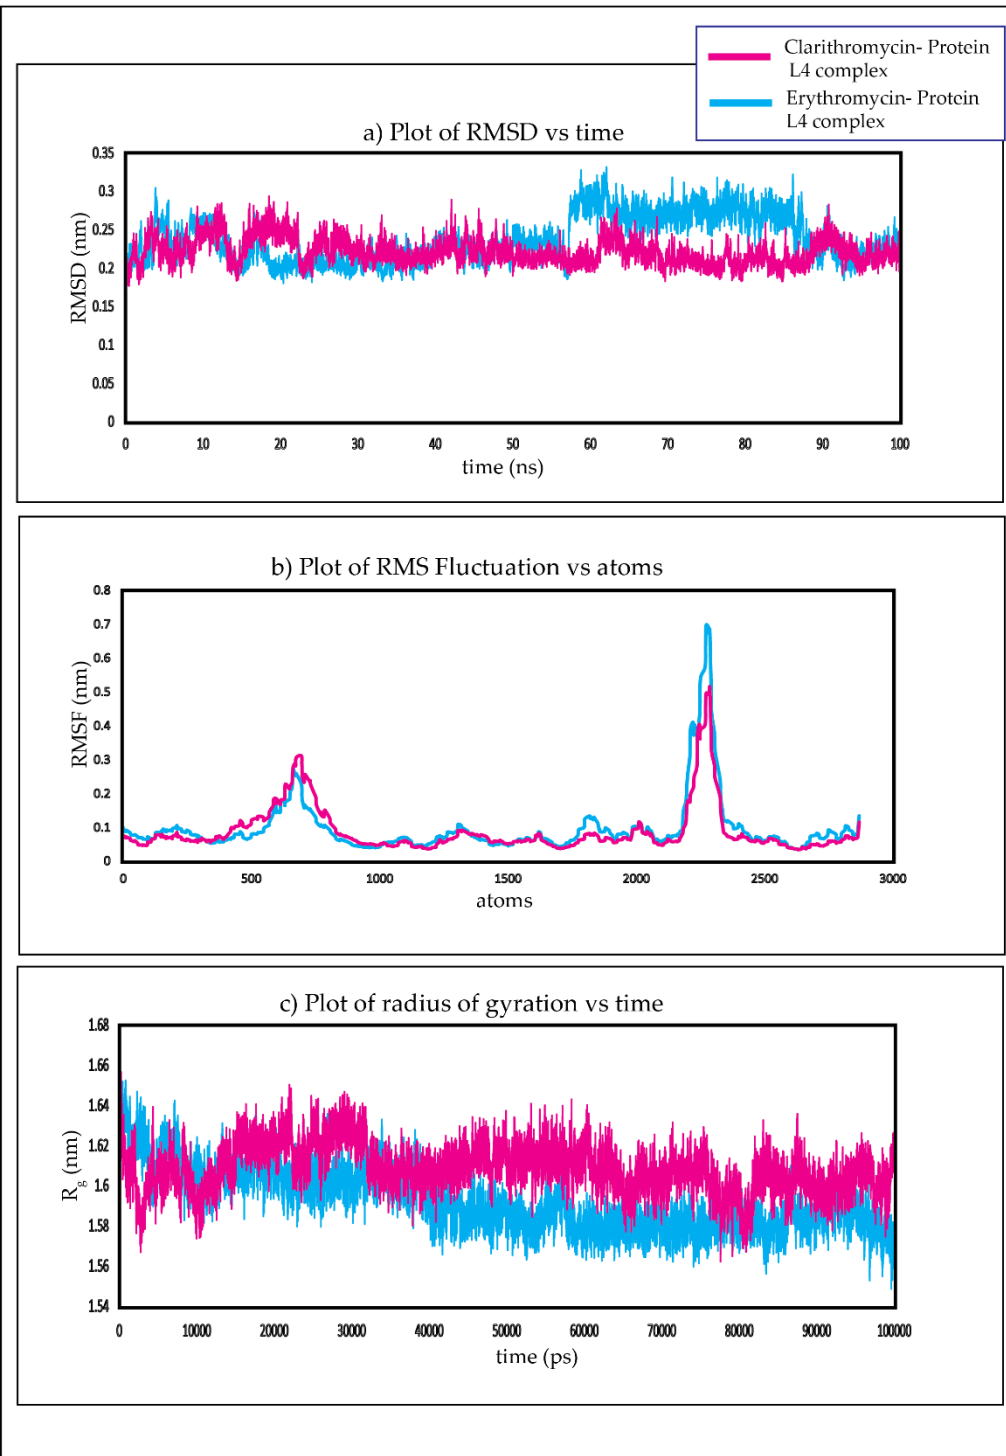 Clarithromycin- Protein
L4 complex
Erythromycin- Protein
L4 complex
a) Plot of RMSD vs time
0.35
0.3
0.25
0.2
0.15
0.1
0.05
0
RMSD (nm)
0 10 20 30 40 50 60 70 80 90 100
time (ns)
b) Plot of RMS Fluctuation vs atoms
0.8
0.7
0.6
0.5
0.4
0.3
0.2
0.1
0
RMSF (nm)
0 500 1000 1500 2000 2500 3000
atoms
c) Plot of radius of gyration vs time
1.68
1.66
1.64
1.62
1.6
1.58
1.56
1.54
Rg (nm)
0 10000 20000 30000 40000 50000 60000 70000 80000 90000 100000
time (ps)